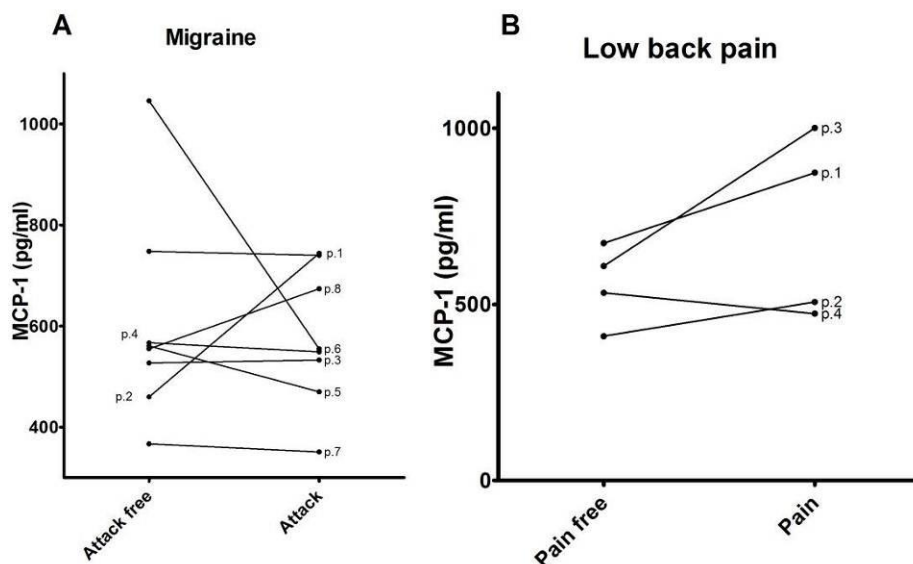 A
Migraine
MCP-1 (pg/ml)
1000
800
600
400
p.4
p.2
p.1
p.8
p.6
p.3
p.5
p.7
Attack free
Attack
B
Low back pain
MCP-1 (pg/ml)
1000
500
0
p.3
p.1
p.2
p.4
Pain free
Pain